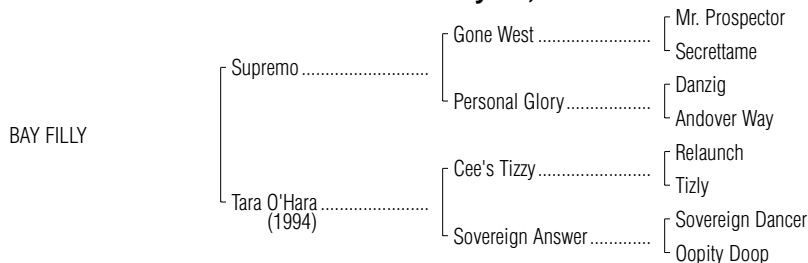 Mr. Prospector
Gone West ....................
Secrettame
Supremo ...........................
Danzig
Personal Glory.................
Andover Way
BAY FILLY
Relaunch
Cee's Tizzy .....................
Tizly
Tara O'Hara .......................
(1994)
Sovereign Dancer
Sovereign Answer.............
Oopity Doop